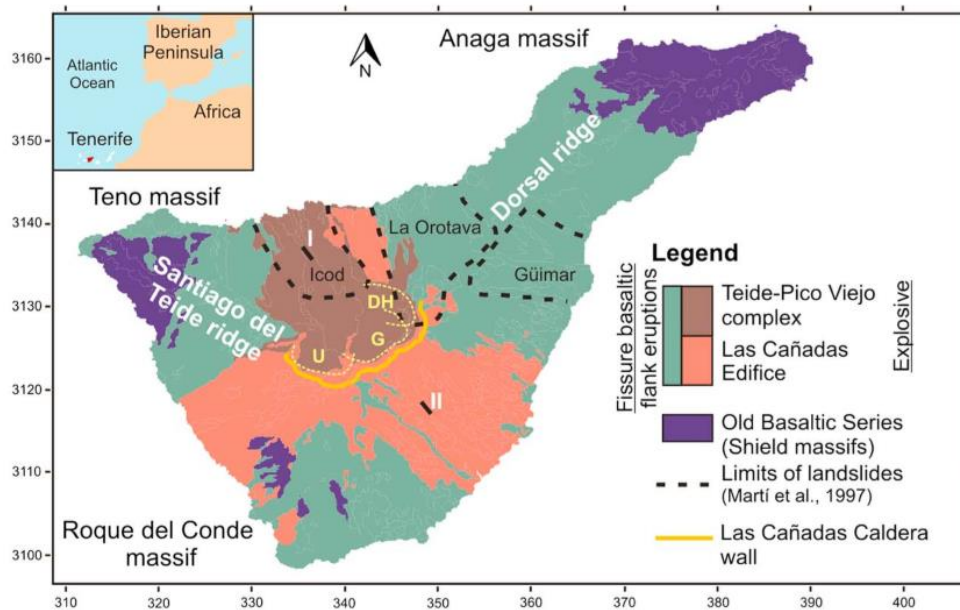 Iberian
Peninsula
Atlantic
Ocean
Africa
Tenerife
N
Anaga massif
Teno massif
Dorsal ridge
La Orotava
Güimar
I
Icod
Santiago del
Teide ridge
DH
G
U
II
Roque del Conde
massif
Legend
Fissure basaltic
flank eruptions
Explosive
Teide-Pico Viejo
complex
Las Cañadas
Edifice
Old Basaltic Series
(Shield massifs)
Limits of landslides
(Martí et al., 1997)
Las Cañadas Caldera
wall
3160
3150
3140
3130
3120
3110
3100
310 320 330 340 350 360 370 380 390 400